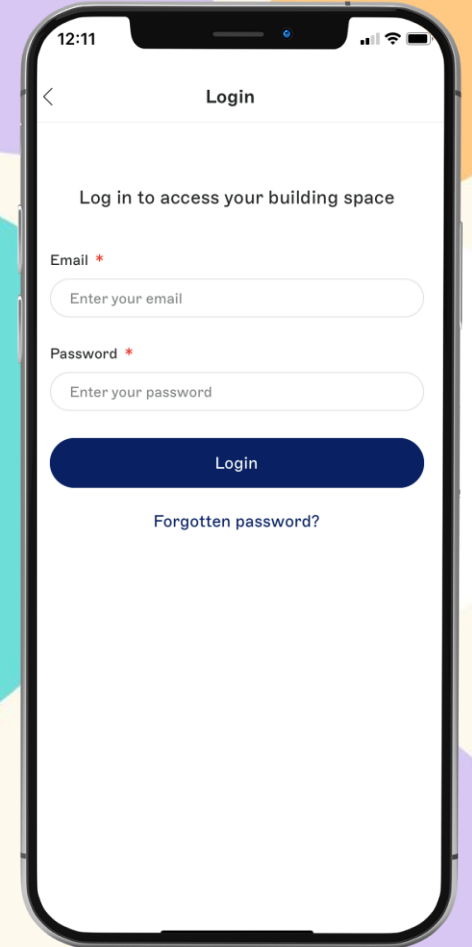 12:11
Login
Log in to access your building space
Email *
Enter your email
Password *
Enter your password
Login
Forgotten password?